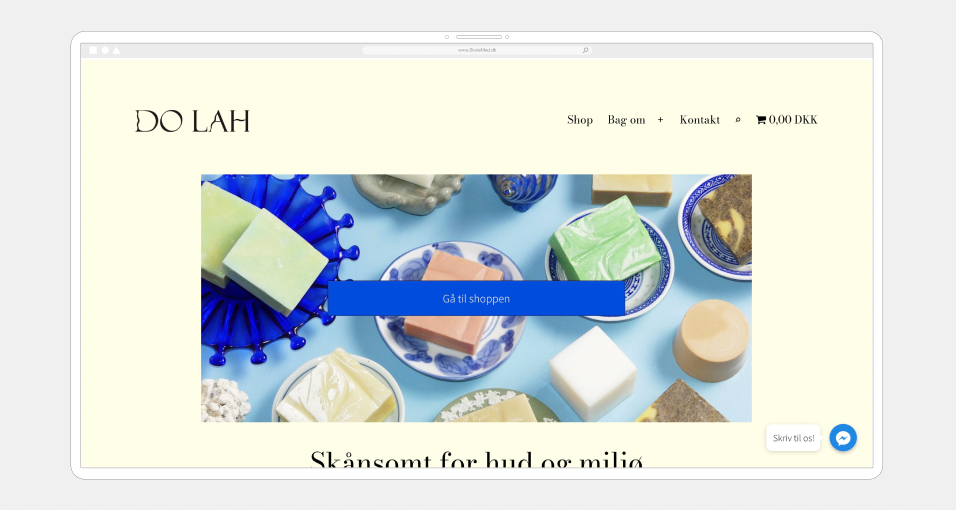 www.DolahMed.dk
DO LAH
Shop Bag om + Kontakt 0,00 DKK
Gå til shoppen
Skånsomt for hud og miljø
Skriv til os!